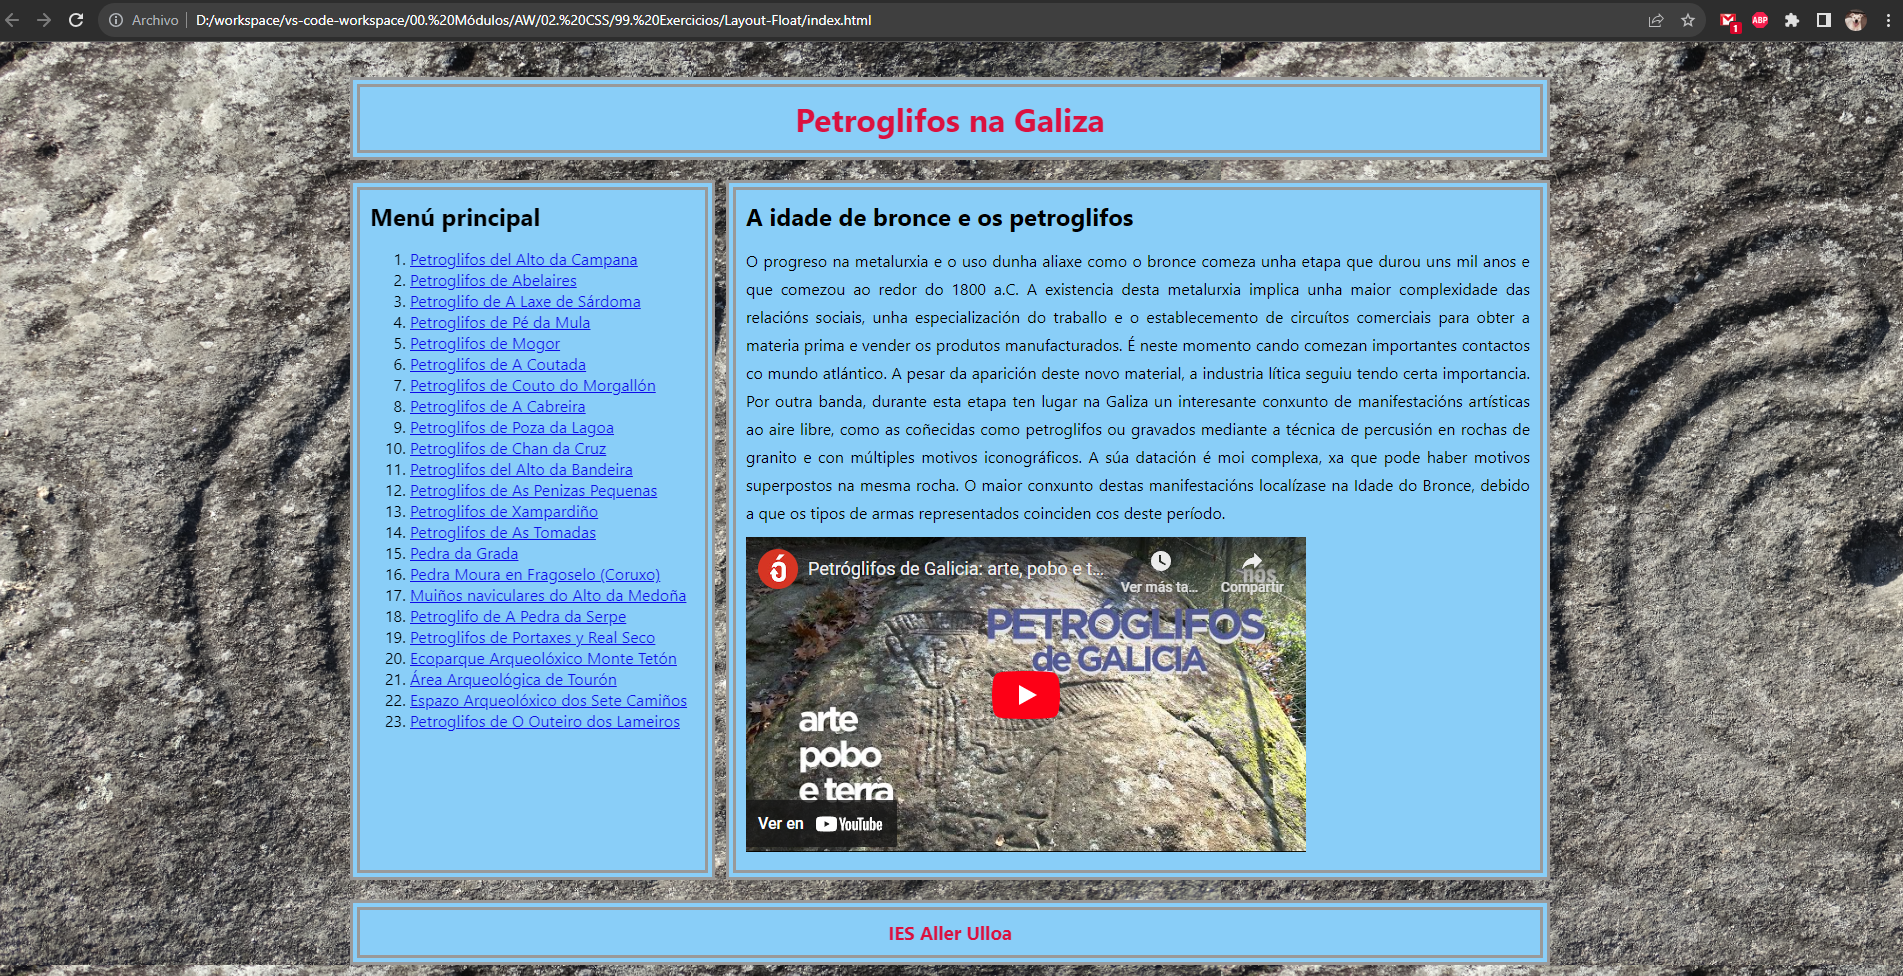 Archivo D:/workspace/vs-code-workspace/00.%20Módulos/AW/02.%20CSS/99.%20Exercicios/Layout-Float/index.html
1
ABP
Petroglifos na Galiza
Menú principal
1. Petroglifos del Alto da Campana
2. Petroglifos de Abelaires
3. Petroglifo de A Laxe de Sárdoma
4. Petroglifos de Pé da Mula
5. Petroglifos de Mogor
6. Petroglifos de A Coutada
7. Petroglifos de Couto do Morgallón
8. Petroglifos de A Cabreira
9. Petroglifos de Poza da Lagoa
10. Petroglifos de Chan da Cruz
11. Petroglifos del Alto da Bandeira
12. Petroglifos de As Penizas Pequenas
13. Petroglifos de Xampardiño
14. Petroglifos de As Tomadas
15. Pedra da Grada
16. Pedra Moura en Fragoselo (Coruxo)
17. Muiños naviculares do Alto da Medoña
18. Petroglifo de A Pedra da Serpe
19. Petroglifos de Portaxes y Real Seco
20. Ecoparque Arqueolóxico Monte Tetón
21. Área Arqueológica de Tourón
22. Espazo Arqueolóxico dos Sete Camiños
23. Petroglifos de O Outeiro dos Lameiros
A idade de bronce e os petroglifos
O progreso na metalurxia e o uso dunha aliaxe como o bronce comeza unha etapa que durou uns mil anos e
que comezou ao redor do 1800 a.C. A existencia desta metalurxia implica unha maior complexidade das
relacións sociais, unha especialización do traballo e o establecemento de circuítos comerciais para obter a
materia prima e vender os produtos manufacturados. É neste momento cando comezan importantes contactos
co mundo atlántico. A pesar da aparición deste novo material, a industria lítica seguiu tendo certa importancia.
Por outra banda, durante esta etapa ten lugar na Galiza un interesante conxunto de manifestacións artísticas
ao aire libre, como as coñecidas como petroglifos ou gravados mediante a técnica de percusión en rochas de
granito e con múltiples motivos iconográficos. A súa datación é moi complexa, xa que pode haber motivos
superpostos na mesma rocha. O maior conxunto destas manifestacións localízase na Idade do Bronce, debido
a que os tipos de armas representados coinciden cos deste período.
ó Petróglifos de Galicia: arte, pobo e t...
Ver más ta...
Compartir
nós
PETRÓGLIFOS
de GALICIA
arte
pobo
e terra
Ver en YouTube
IES Aller Ulloa